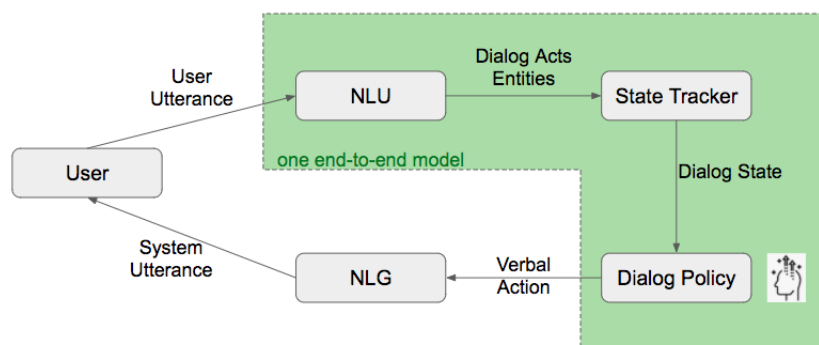 User
Utterance
NLU
Dialog Acts
Entities
State Tracker
one end-to-end model
User
Dialog State
System
Utterance
NLG
Verbal
Action
Dialog Policy